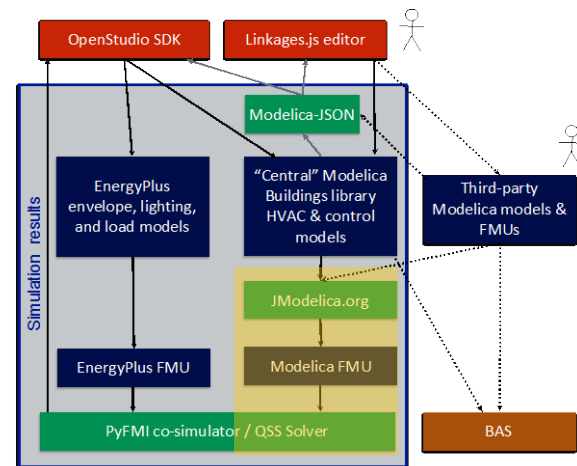 OpenStudio SDK
Linkages.js editor
Modelica-JSON
EnergyPlus
envelope, lighting,
and load models
“Central” Modelica
Buildings library
HVAC & control
models
Third-party
Modelica models &
FMUs
Simulation results
JModelica.org
EnergyPlus FMU
Modelica FMU
PyFMI co-simulator / QSS Solver
BAS